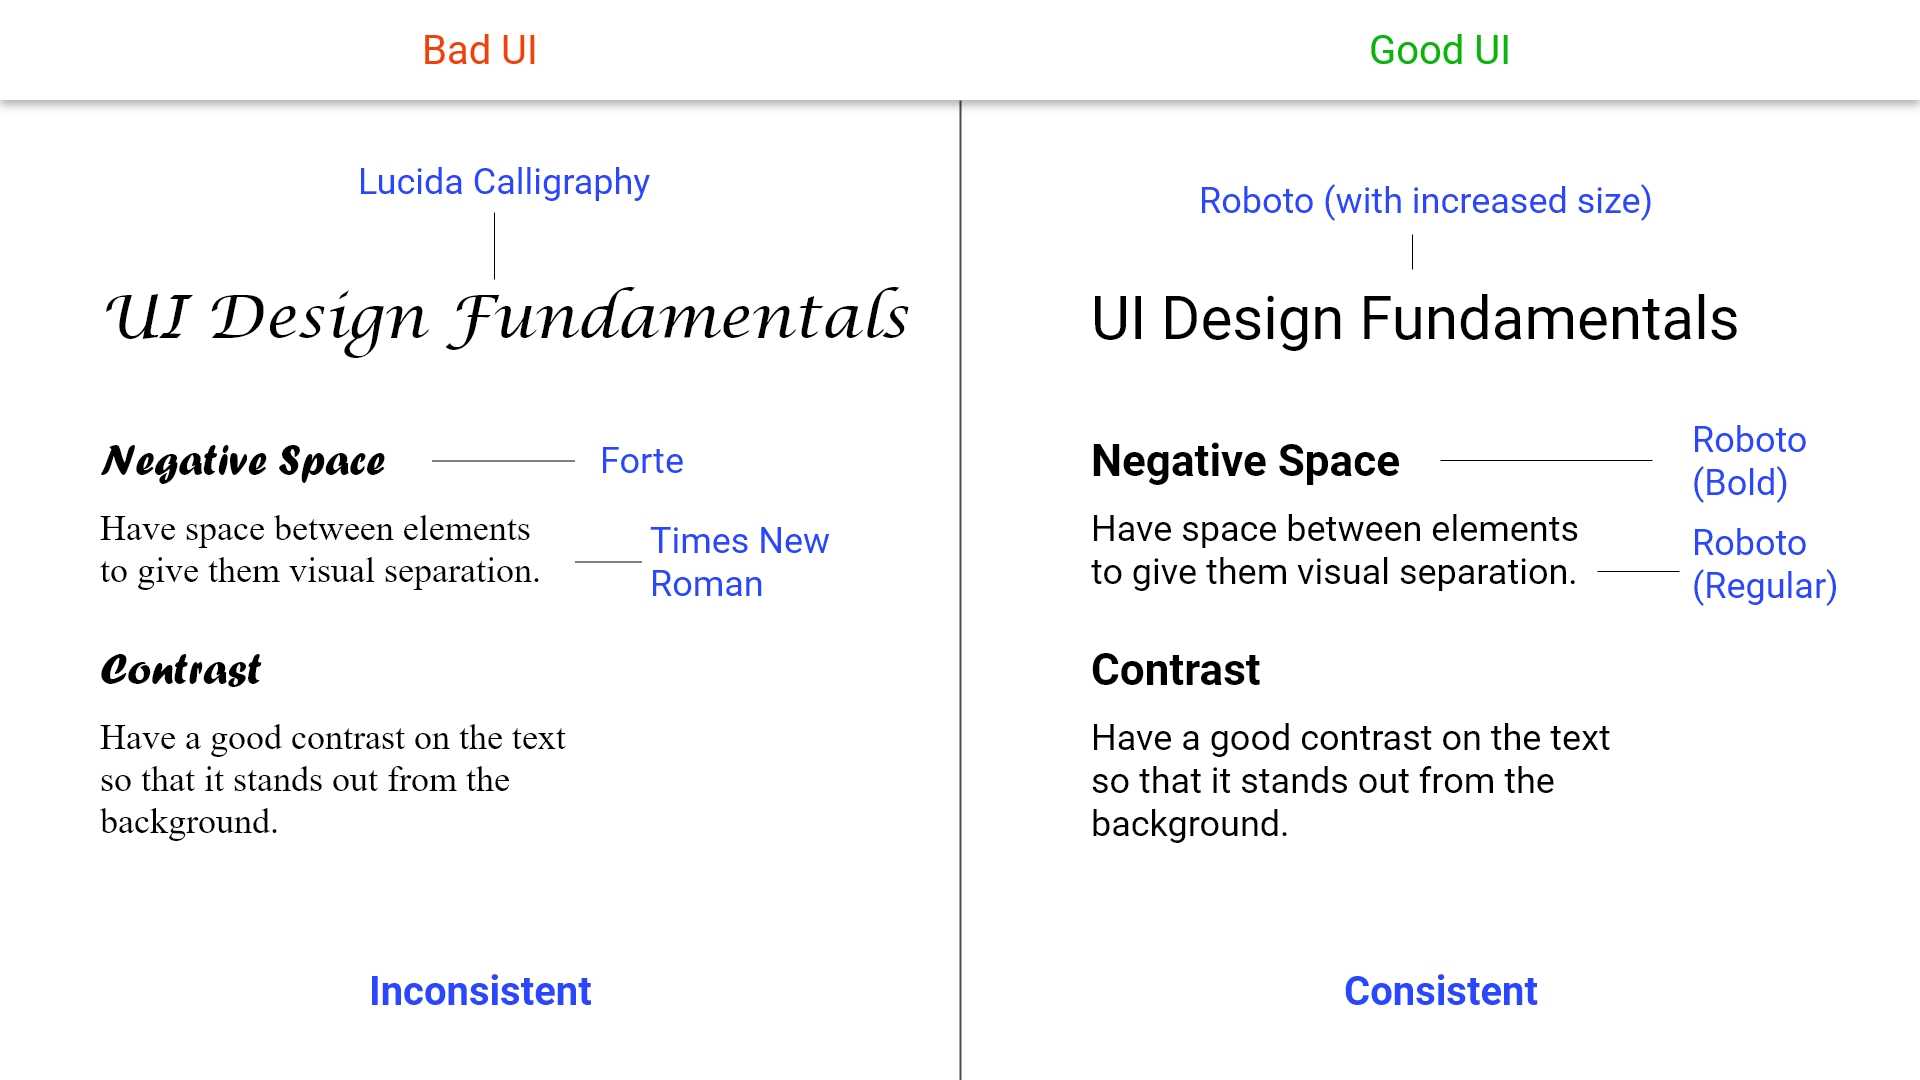 Bad UI
Good UI
Lucida Calligraphy
UI Design Fundamentals
Negative Space
Forte
Have space between elements
to give them visual separation.
Times New
Roman
Contrast
Have a good contrast on the text
so that it stands out from the
background.
Inconsistent
Roboto (with increased size)
UI Design Fundamentals
Negative Space
Roboto
(Bold)
Have space between elements
to give them visual separation.
Roboto
(Regular)
Contrast
Have a good contrast on the text
so that it stands out from the
background.
Consistent